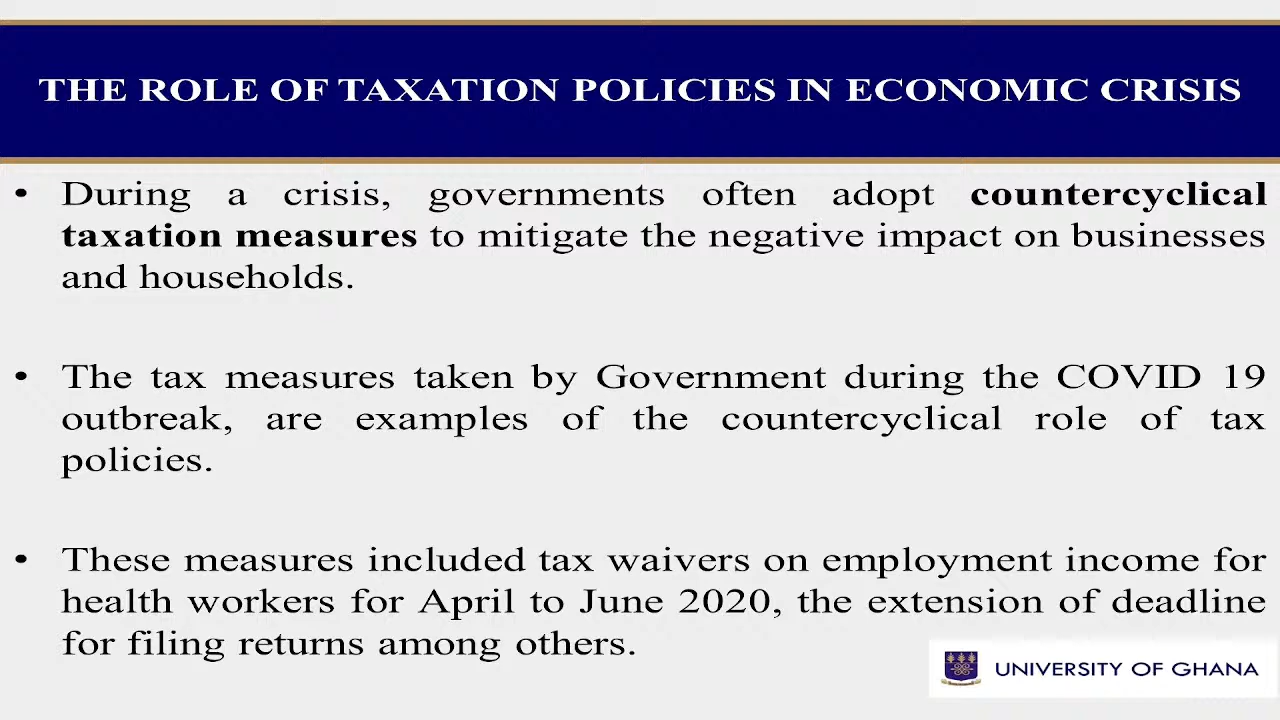 THE ROLE OF TAXATION POLICIES IN ECONOMIC CRISIS
• During a crisis, governments often adopt countercyclical
taxation measures to mitigate the negative impact on businesses
and households.
• The tax measures taken by Government during the COVID 19
outbreak, are examples of the countercyclical role of tax
policies.
• These measures included tax waivers on employment income for
health workers for April to June 2020, the extension of deadline
for filing returns among others.
UNIVERSITY OF GHANA